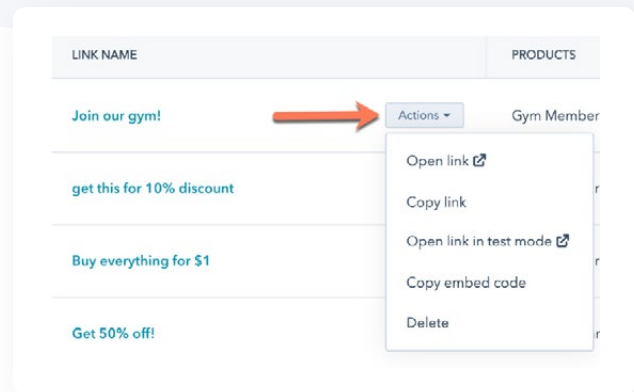 LINK NAME PRODUCTS
Join our gym! Actions Gym Member
Open link
get this for 10% discount
Copy link
Open link in test mode
Buy everything for $1
Copy embed code
Delete
Get 50% off!